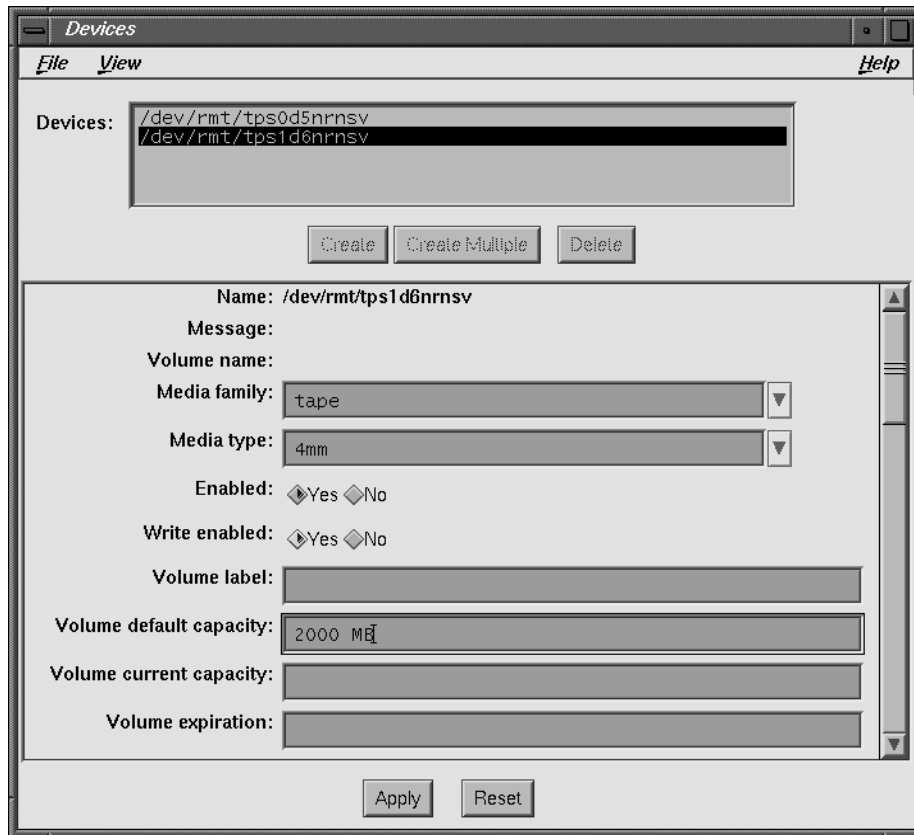 Devices
File View Help
Devices: /dev/rmt/tps0d5nrnsv
/dev/rmt/tps1d6nrnsv
Create Create Multiple Delete
Name: /dev/rmt/tps1d6nrnsv
Message:
Volume name:
Media family: tape
Media type: 4mm
Enabled: Yes No
Write enabled: Yes No
Volume label:
Volume default capacity: 2000 MB
Volume current capacity:
Volume expiration:
Apply Reset